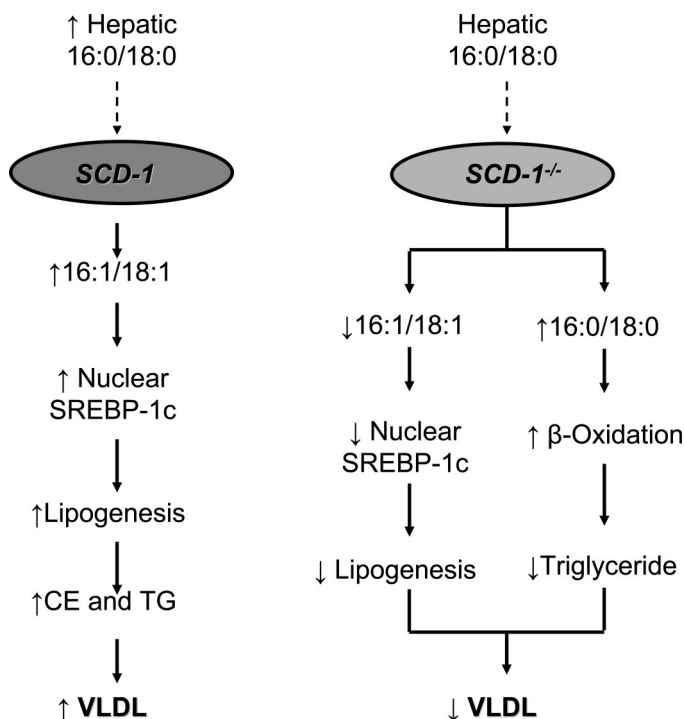 ↑ Hepatic
16:0/18:0
SCD-1
↑16:1/18:1
↑ Nuclear
SREBP-1c
↑Lipogenesis
↑CE and TG
↑ VLDL
Hepatic
16:0/18:0
SCD-1-/-
↓16:1/18:1
↓ Nuclear
SREBP-1c
↓ Lipogenesis
↑16:0/18:0
↑ β-Oxidation
↓Triglyceride
↓ VLDL